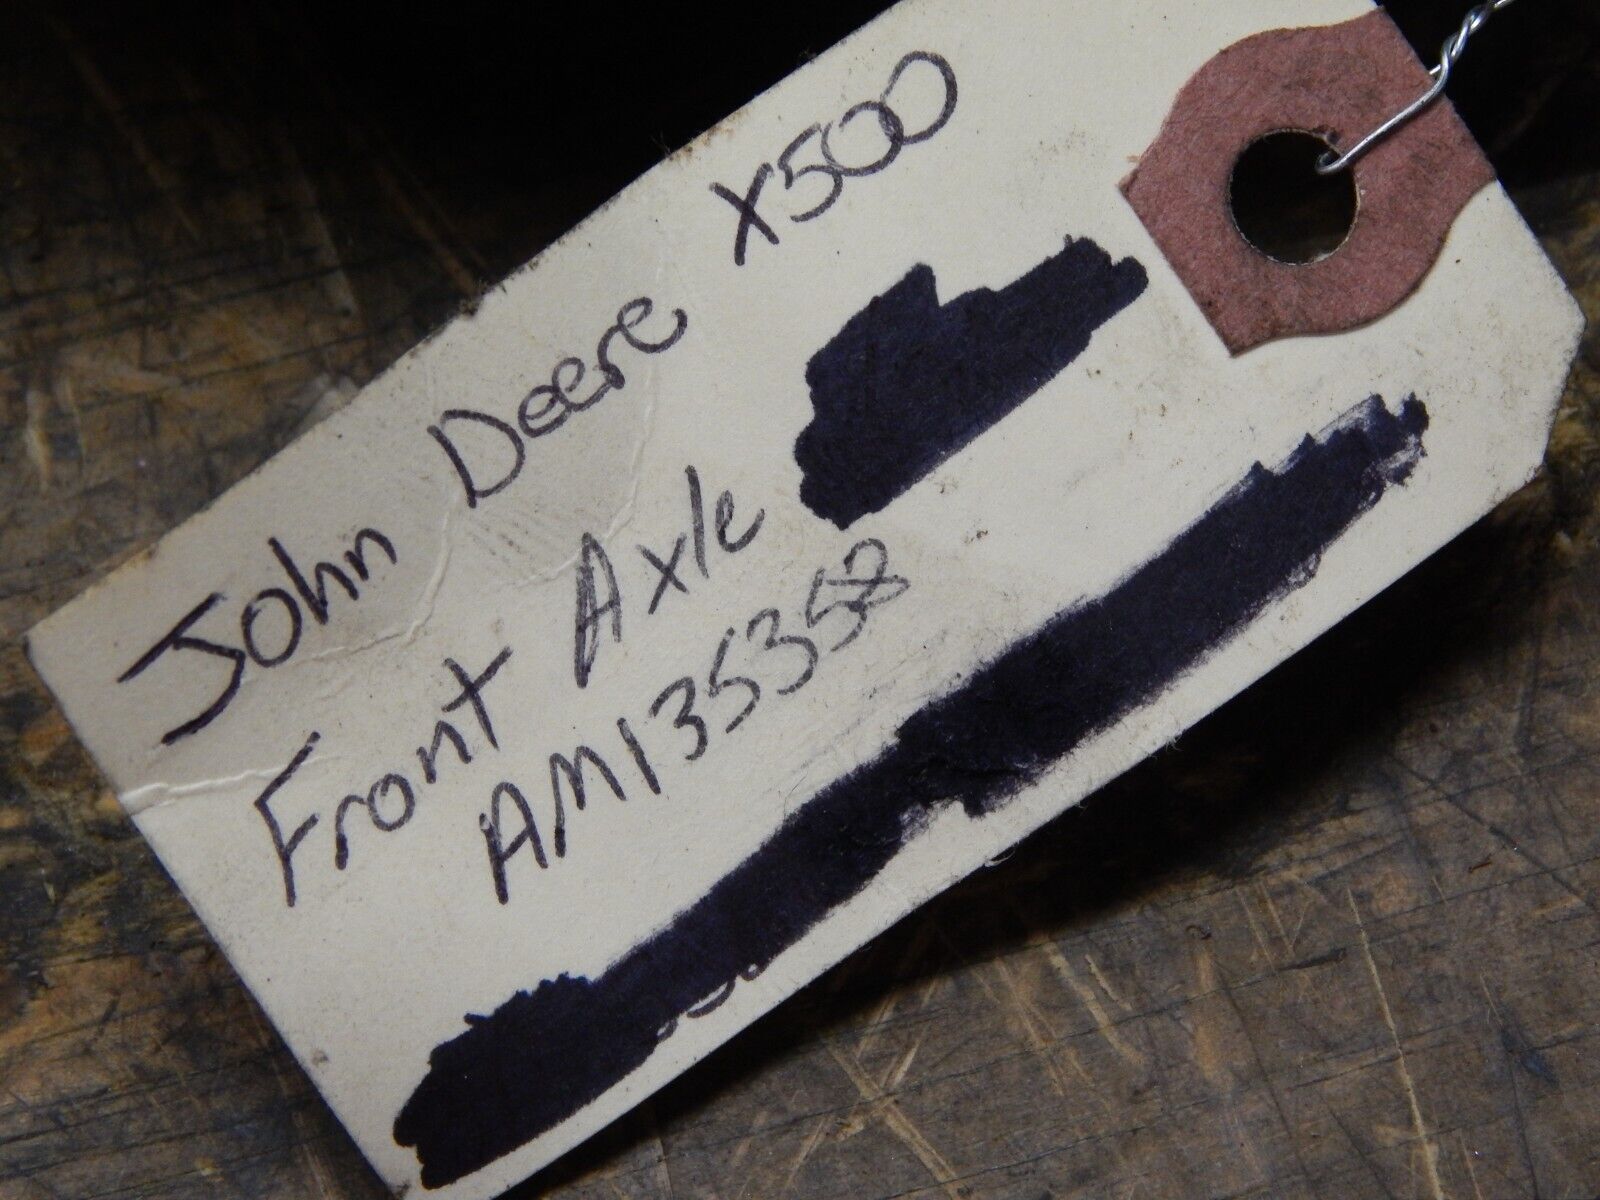 John Deere X500
Front Axle
AM135358